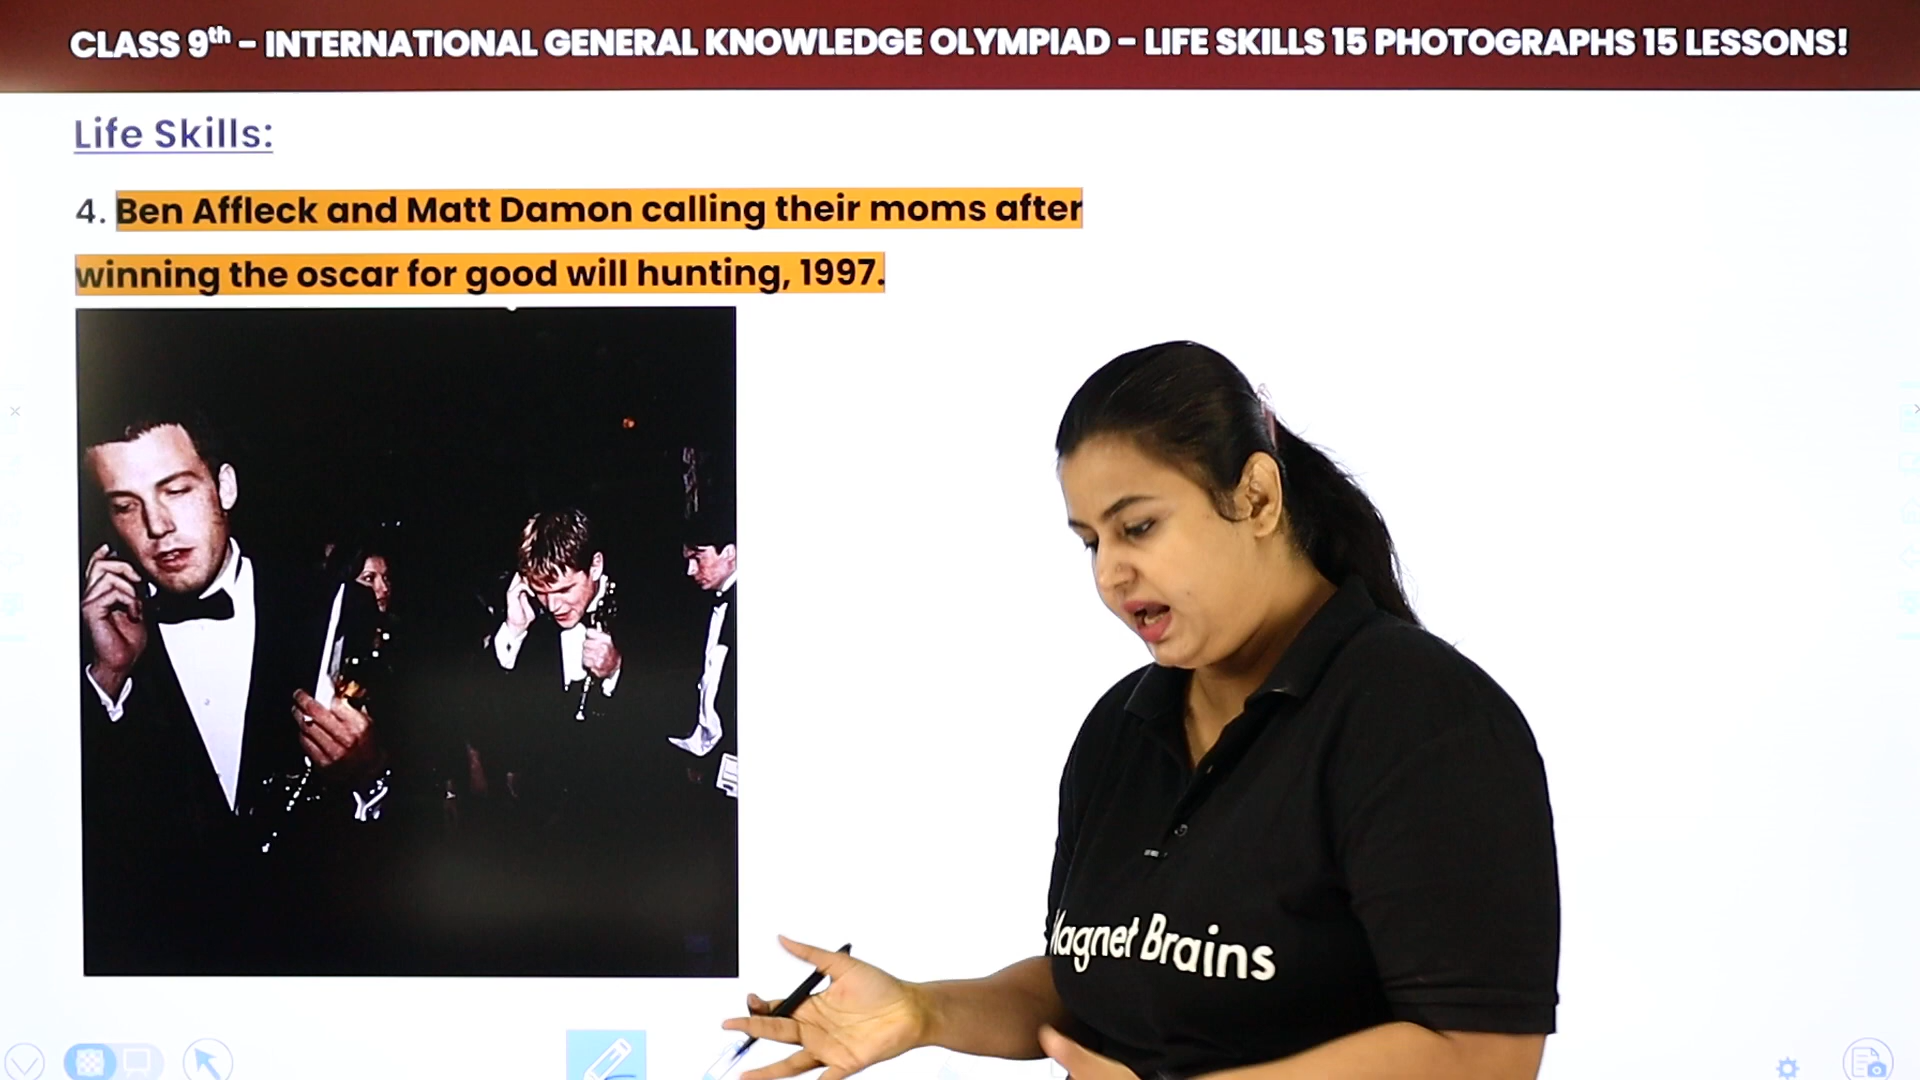 CLASS 9th - INTERNATIONAL GENERAL KNOWLEDGE OLYMPIAD - LIFE SKILLS 15 PHOTOGRAPHS 15 LESSONS!
Life Skills:
4. Ben Affleck and Matt Damon calling their moms after
winning the oscar for good will hunting, 1997.
Magnet Brains